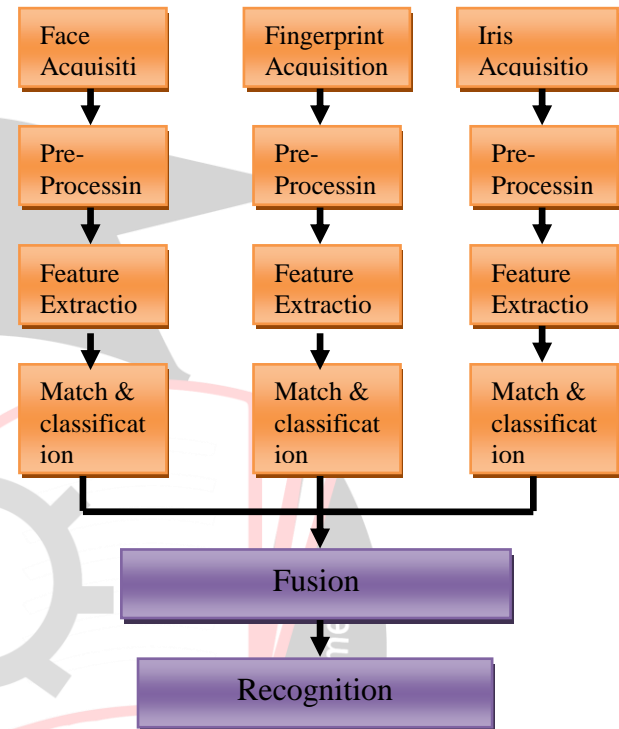 Face
Acquisiti
Fingerprint
Acquisition
Iris
Acquisitio
Pre-
Processin
Pre-
Processin
Pre-
Processin
Feature
Extractio
Feature
Extractio
Feature
Extractio
Match &
classificat
ion
Match &
classificat
ion
Match &
classificat
ion
Fusion
Recognition